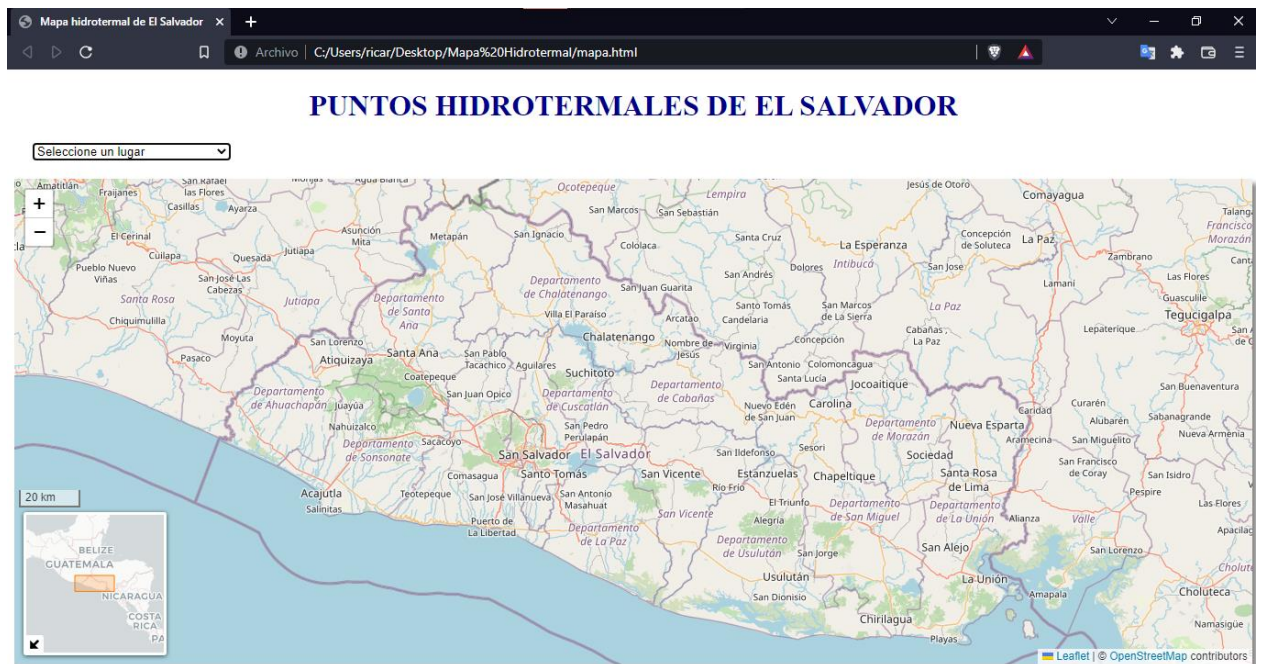 Mapa hidrotermal de El Salvador
Archivo C:/Users/ricar/Desktop/Mapa%20Hidrotermal/mapa.html
PUNTOS HIDROTERMALES DE EL SALVADOR
Seleccione un lugar
+
−
Amatitlán
Fraijanes
San Rafael
las Flores
Casillas
Ayarza
Agua Blanca
Ocotepeque
Lempira
Jesús de Otoro
Comayagua
Talang
Francisco
Morazán
El Cerinal
Cuilapa
Quesada
Jutiapa
Asunción
Mita
Metapán
San Ignacio
San Marcos
San Sebastián
Cololaca
Santa Cruz
La Esperanza
Concepción
de Soluteca
La Paz
Zambrano
Cant
Pueblo Nuevo
Viñas
San José Las
Cabezas
Santa Rosa
Jutiapa
Chiquimulilla
Moyuta
Pasaco
Departamento
de Santa
Ana
Departamento
de Chalatenango
San Juan Guarita
San Andrés
Dolores
Intibucá
San Jose
Lamaní
Las Flores
Guasculile
Tegucigalpa
Villa El Paraíso
Arcatao
Santo Tomás
Candelaria
San Marcos
de La Sierra
La Paz
Lepaterique
San Lorenzo
Atiquizaya
Santa Ana
San Pablo
Tacachico
Aguilares
Chalatenango
Nombre de
Jesús
Virginia
Concepción
Cabañas
La Paz
Coatepeque
San Juan Opico
Suchitoto
San Antonio
Colomoncagua
Santa Lucía
Jocoaitique
San Buenaventura
Departamento
de Ahuachapán
Juayúa
Nahuizalco
Departamento
de Cuscatlán
Departamento
de Cabañas
Nuevo Edén
de San Juan
Carolina
Caridad
Curarén
Alubarén
Sabanagrande
Nueva Armenia
Departamento
de Sonsonate
Sacacoyo
San Pedro
Perulapán
Departamento
de Morazán
Nueva Esparta
Aramecina
San Miguelito
San Salvador
El Salvador
San Ildefonso
Sesori
Sociedad
San Francisco
de Coray
San Isidro
Comasagua
Santo Tomás
San Vicente
Estanzuelas
Chapeltique
Santa Rosa
de Lima
Pespire
20 km
Acajutla
Salinitas
Teotepeque
San José Villanueva
San Antonio
Masahuat
Río Frío
El Triunfo
Departamento
de San Miguel
Departamento
de La Unión
Alianza
Valle
Las Flores
Puerto de
La Libertad
Departamento
de La Paz
San Vicente
Alegría
Apacilag
Departamento
de Usulután
San Jorge
San Alejo
San Lorenzo
Cholut
Usulután
La Unión
Amapala
Choluteca
San Dionisio
Chirilagua
Playas
Namasigüe
BELIZE
GUATEMALA
NICARAGUA
COSTA
RICA
PA
Leaflet | © OpenStreetMap contributors